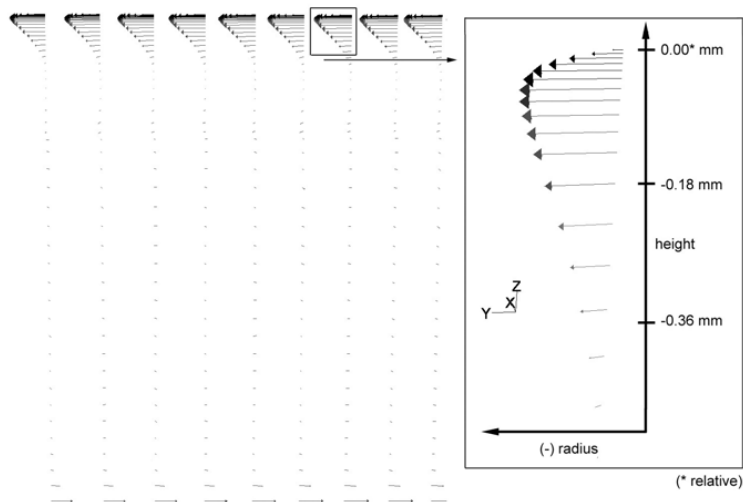 0.00* mm
-0.18 mm
height
Z
X
Y
-0.36 mm
(-) radius
(* relative)